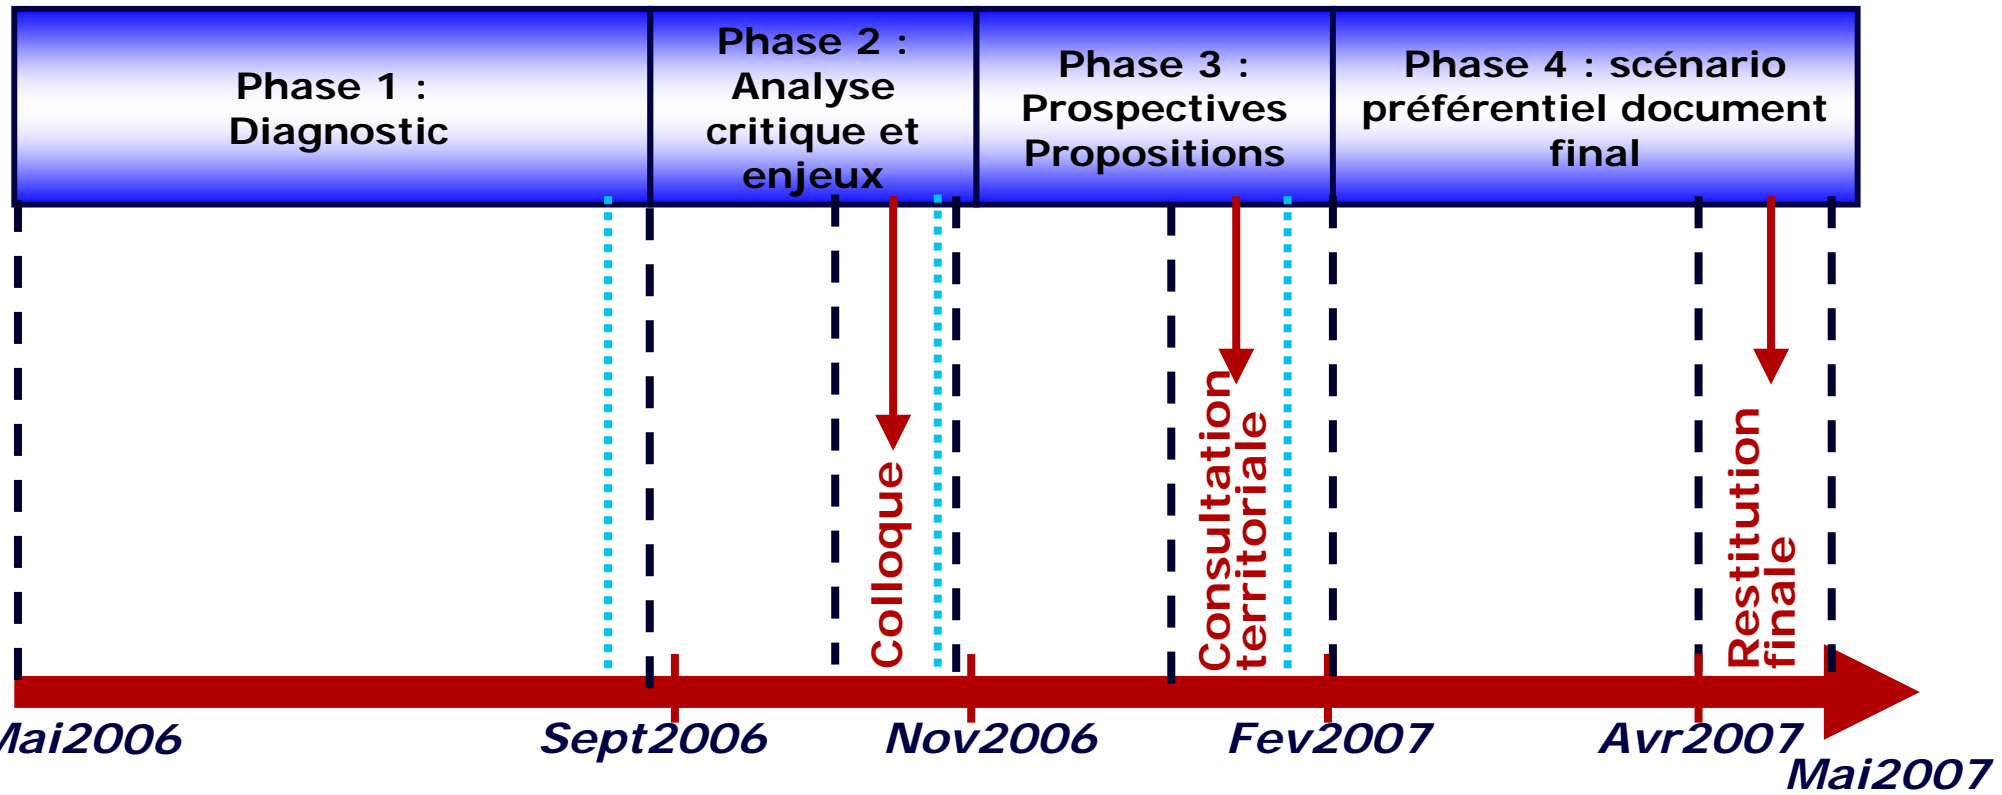 Phase 1 :
Diagnostic
Phase 2 :
Analyse
critique et
enjeux
Phase 3 :
Prospectives
Propositions
Phase 4 : scénario
préférentiel document
final
Colloque
Consultation
territoriale
Restitution
finale
Mai2006
Sept2006
Nov2006
Fev2007
Avr2007
Mai2007